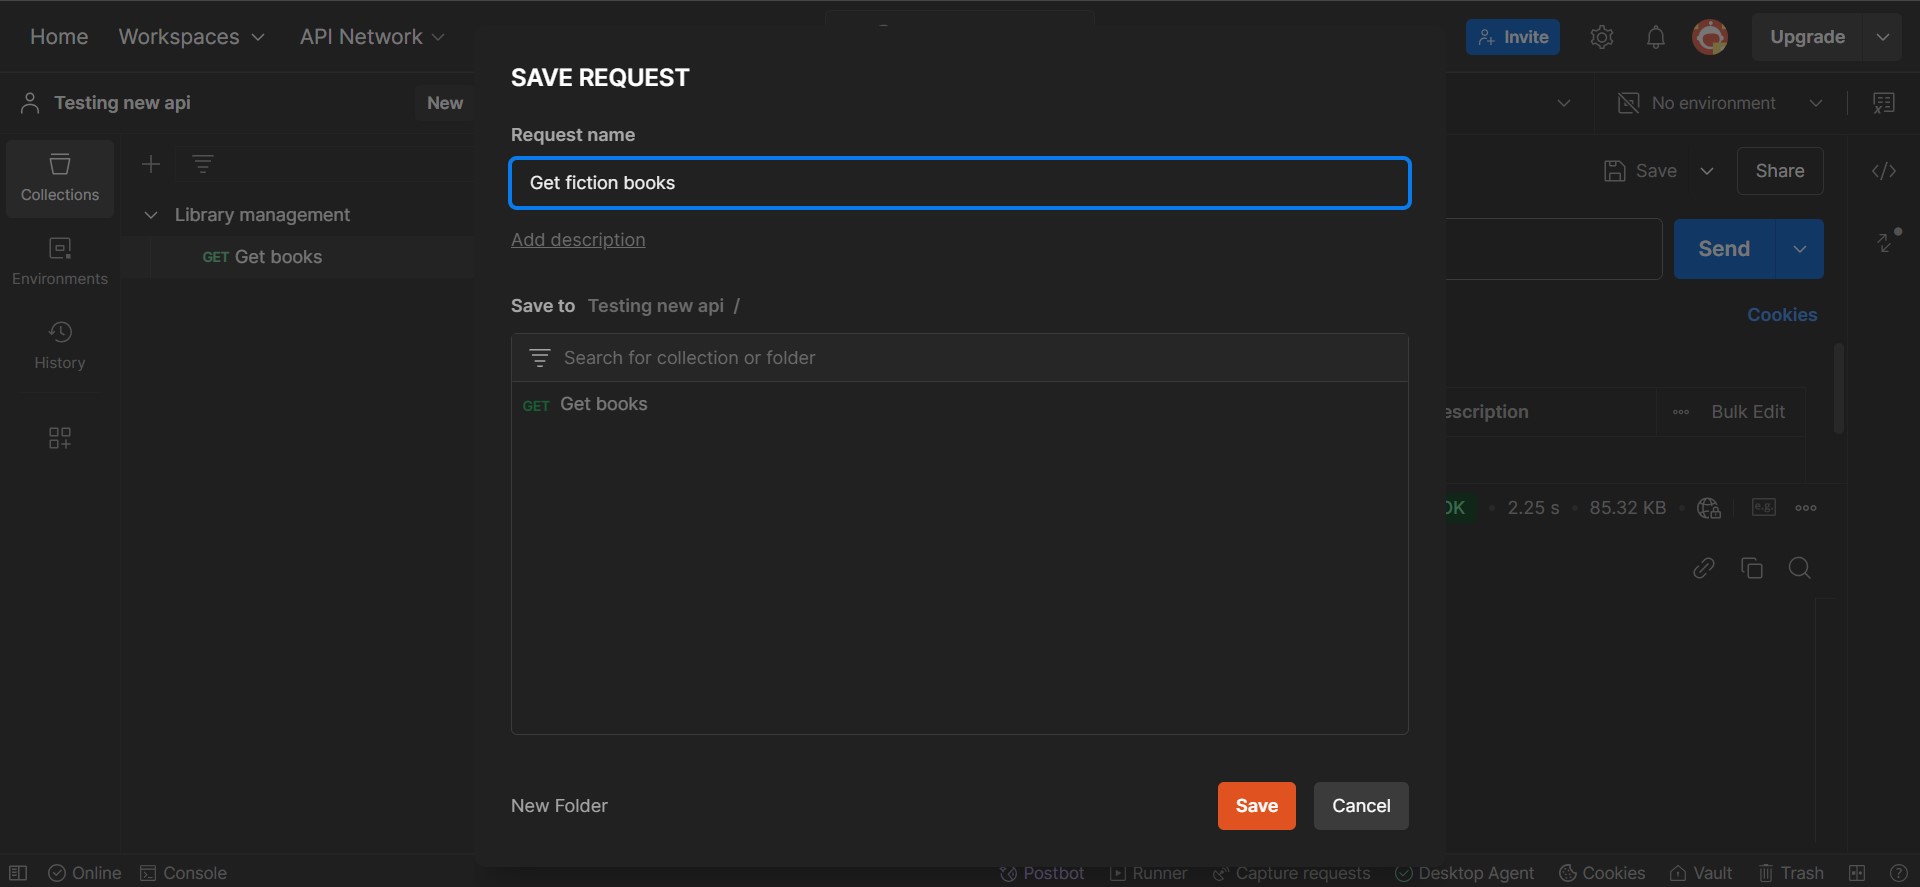 Home Workspaces API Network
Invite Upgrade
Testing new api New
No environment
SAVE REQUEST
Request name
Get fiction books
Add description
Save to Testing new api /
Search for collection or folder
GET Get books
New Folder Save Cancel
Collections
Environments
History
Library management
GET Get books
Save Share
Send
Cookies
escription Bulk Edit
OK 2.25 s 85.32 KB e.g.
Online Console Postbot Runner Capture requests Desktop Agent Cookies Vault Trash